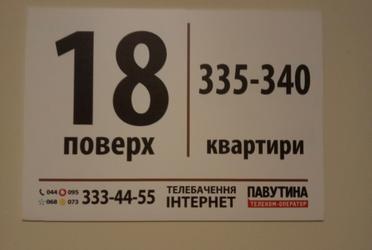 18
поверх
335-340
квартири
044 095
068 073
333-44-55
ТЕЛЕБАЧЕННЯ
ІНТЕРНЕТ
ПАВУТИНА
ТЕЛЕКОМ-ОПЕРАТОР